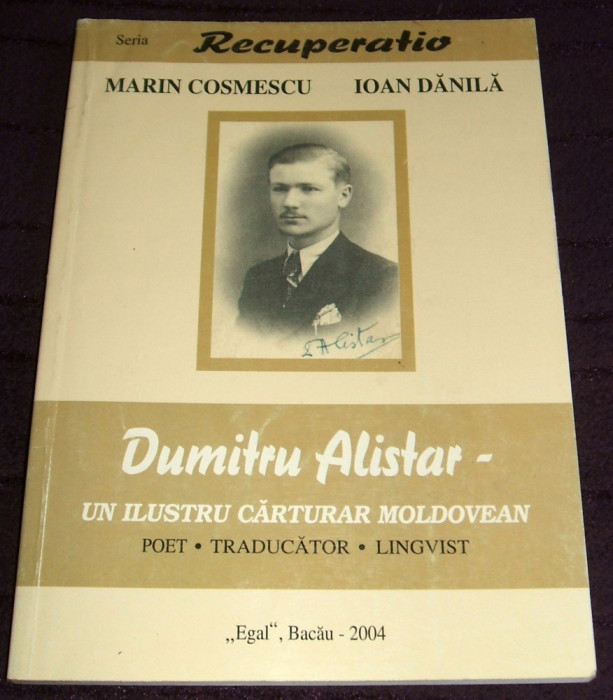 Seria Recuperatio
MARIN COSMESCU IOAN DĂNILĂ
D Alistar
Dumitru Alistar -
UN ILUSTRU CĂRTURAR MOLDOVEAN
POET • TRADUCĂTOR • LINGVIST
„Egal“, Bacău - 2004